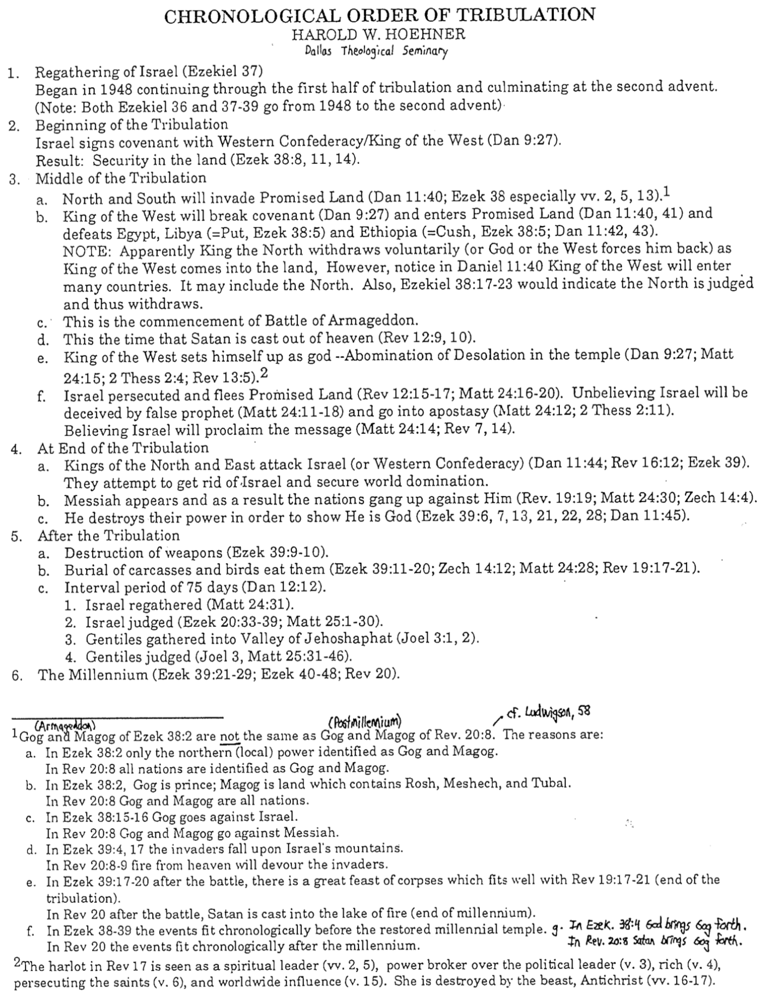 CHRONOLOGICAL ORDER OF TRIBULATION
HAROLD W. HOEHNER
Dallas Theological Seminary
1. Regathering of Israel (Ezekiel 37)
Began in 1948 continuing through the first half of tribulation and culminating at the second advent.
(Note: Both Ezekiel 36 and 37-39 go from 1948 to the second advent)
2. Beginning of the Tribulation
Israel signs covenant with Western Confederacy/King of the West (Dan 9:27).
Result: Security in the land (Ezek 38:8, 11, 14).
3. Middle of the Tribulation
a. North and South will invade Promised Land (Dan 11:40; Ezek 38 especially vv. 2, 5, 13).1
b. King of the West will break covenant (Dan 9:27) and enters Promised Land (Dan 11:40, 41) and
defeats Egypt, Libya (=Put, Ezek 38:5) and Ethiopia (=Cush, Ezek 38:5; Dan 11:42, 43).
NOTE: Apparently King the North withdraws voluntarily (or God or the West forces him back) as
King of the West comes into the land, However, notice in Daniel 11:40 King of the West will enter
many countries. It may include the North. Also, Ezekiel 38:17-23 would indicate the North is judged
and thus withdraws.
c. This is the commencement of Battle of Armageddon.
d. This the time that Satan is cast out of heaven (Rev 12:9, 10).
e. King of the West sets himself up as god --Abomination of Desolation in the temple (Dan 9:27; Matt
24:15; 2 Thess 2:4; Rev 13:5).2
f. Israel persecuted and flees Promised Land (Rev 12:15-17; Matt 24:16-20). Unbelieving Israel will be
deceived by false prophet (Matt 24:11-18) and go into apostasy (Matt 24:12; 2 Thess 2:11).
Believing Israel will proclaim the message (Matt 24:14; Rev 7, 14).
4. At End of the Tribulation
a. Kings of the North and East attack Israel (or Western Confederacy) (Dan 11:44; Rev 16:12; Ezek 39).
They attempt to get rid of Israel and secure world domination.
b. Messiah appears and as a result the nations gang up against Him (Rev. 19:19; Matt 24:30; Zech 14:4).
c. He destroys their power in order to show He is God (Ezek 39:6, 7, 13, 21, 22, 28; Dan 11:45).
5. After the Tribulation
a. Destruction of weapons (Ezek 39:9-10).
b. Burial of carcasses and birds eat them (Ezek 39:11-20; Zech 14:12; Matt 24:28; Rev 19:17-21).
c. Interval period of 75 days (Dan 12:12).
1. Israel regathered (Matt 24:31).
2. Israel judged (Ezek 20:33-39; Matt 25:1-30).
3. Gentiles gathered into Valley of Jehoshaphat (Joel 3:1, 2).
4. Gentiles judged (Joel 3, Matt 25:31-46).
6. The Millennium (Ezek 39:21-29; Ezek 40-48; Rev 20).
(Armageddon) (Postmillennium) cf. Ludwigson, 58
1Gog and Magog of Ezek 38:2 are not the same as Gog and Magog of Rev. 20:8. The reasons are:
a. In Ezek 38:2 only the northern (local) power identified as Gog and Magog.
In Rev 20:8 all nations are identified as Gog and Magog.
b. In Ezek 38:2, Gog is prince; Magog is land which contains Rosh, Meshech, and Tubal.
In Rev 20:8 Gog and Magog are all nations.
c. In Ezek 38:15-16 Gog goes against Israel.
In Rev 20:8 Gog and Magog go against Messiah.
d. In Ezek 39:4, 17 the invaders fall upon Israel's mountains.
In Rev 20:8-9 fire from heaven will devour the invaders.
e. In Ezek 39:17-20 after the battle, there is a great feast of corpses which fits well with Rev 19:17-21 (end of the
tribulation).
In Rev 20 after the battle, Satan is cast into the lake of fire (end of millennium).
f. In Ezek 38-39 the events fit chronologically before the restored millennial temple.
In Rev 20 the events fit chronologically after the millennium.
g. In Ezek. 38:4 God brings Gog forth.
In Rev. 20:8 Satan brings Gog forth.
2The harlot in Rev 17 is seen as a spiritual leader (vv. 2, 5), power broker over the political leader (v. 3), rich (v. 4),
persecuting the saints (v. 6), and worldwide influence (v. 15). She is destroyed by the beast, Antichrist (vv. 16-17).